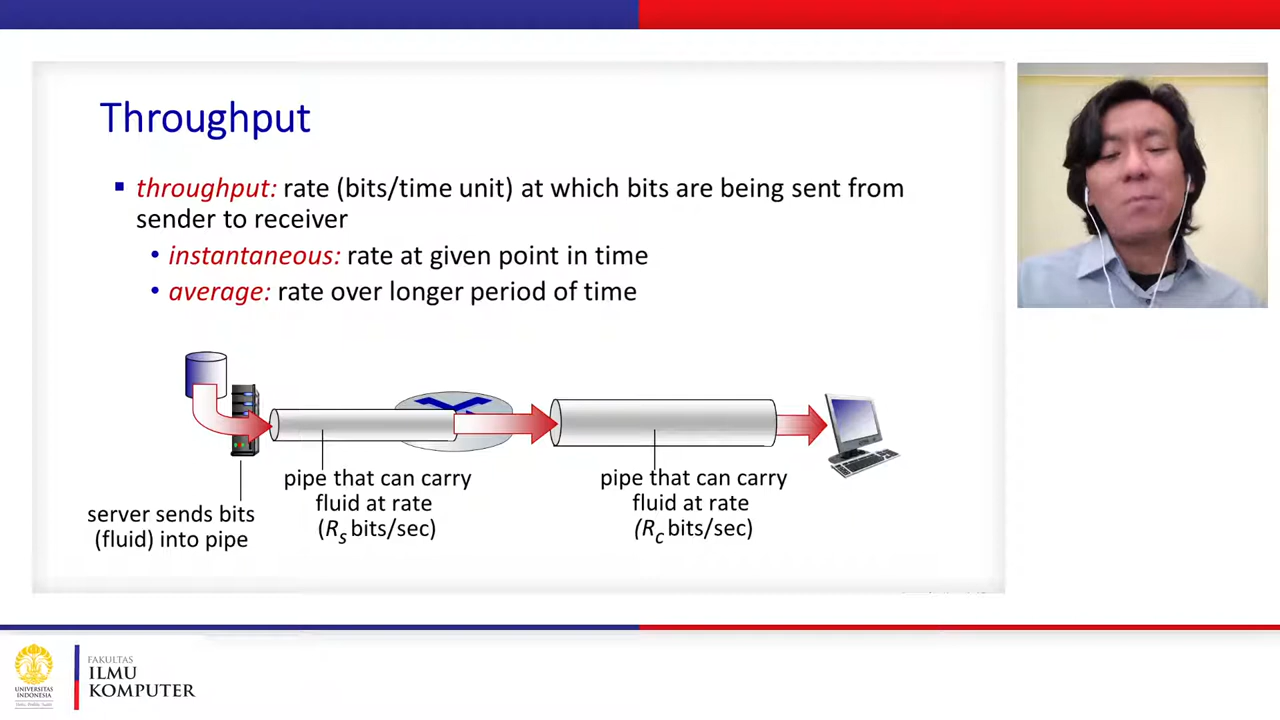 Throughput
▪ throughput: rate (bits/time unit) at which bits are being sent from
sender to receiver
• instantaneous: rate at given point in time
• average: rate over longer period of time
server sends bits
(fluid) into pipe
pipe that can carry
fluid at rate
(Rs bits/sec)
pipe that can carry
fluid at rate
(Rc bits/sec)
UNIVERSITAS
INDONESIA
FAKULTAS
ILMU
KOMPUTER